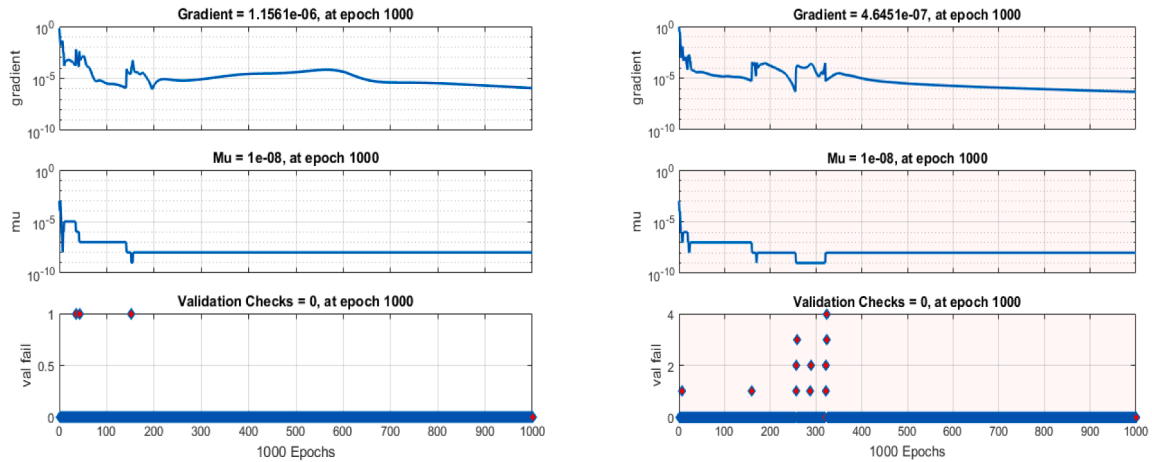 Gradient = 1.1561e-06, at epoch 1000
10^0
10^-5
10^-10
gradient
Mu = 1e-08, at epoch 1000
10^0
10^-5
10^-10
mu
Validation Checks = 0, at epoch 1000
1
0.5
0
val fail
0 100 200 300 400 500 600 700 800 900 1000
1000 Epochs
Gradient = 4.6451e-07, at epoch 1000
10^0
10^-5
10^-10
gradient
Mu = 1e-08, at epoch 1000
10^0
10^-5
10^-10
mu
Validation Checks = 0, at epoch 1000
4
2
0
val fail
0 100 200 300 400 500 600 700 800 900 1000
1000 Epochs